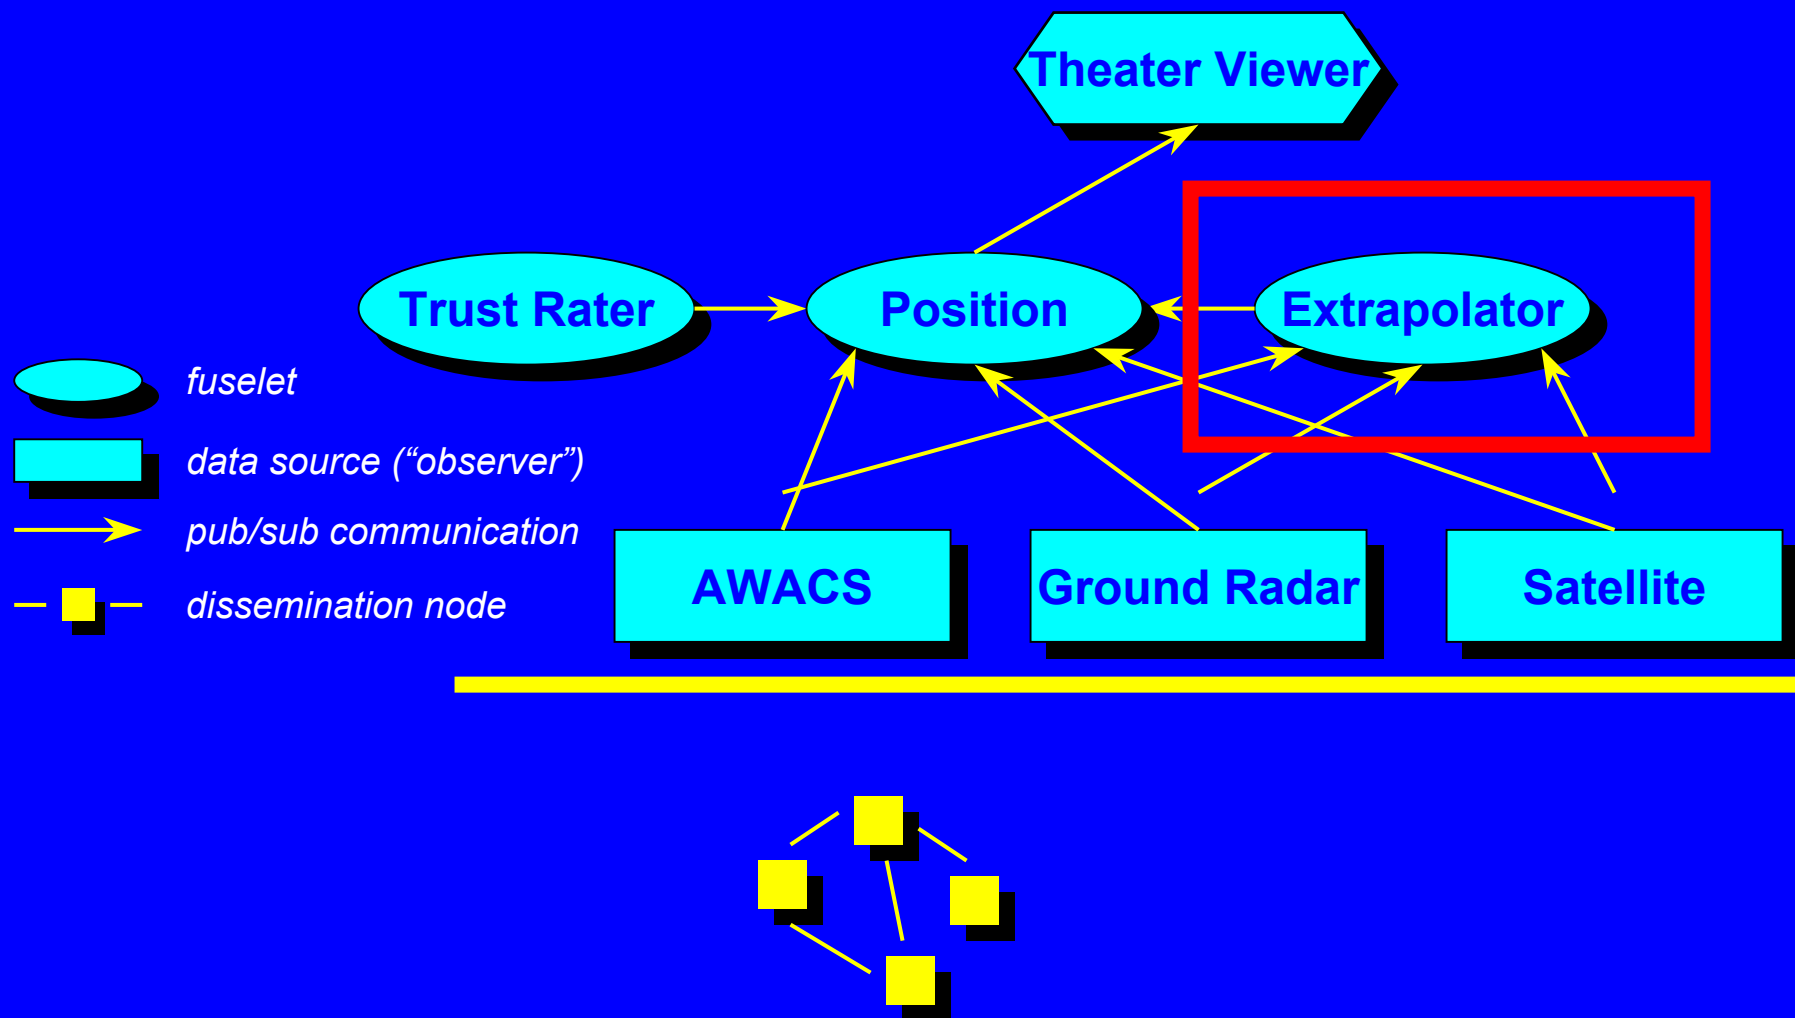 Theater Viewer
Trust Rater
Position
Extrapolator
fuselet
data source (“observer”)
pub/sub communication
dissemination node
AWACS
Ground Radar
Satellite